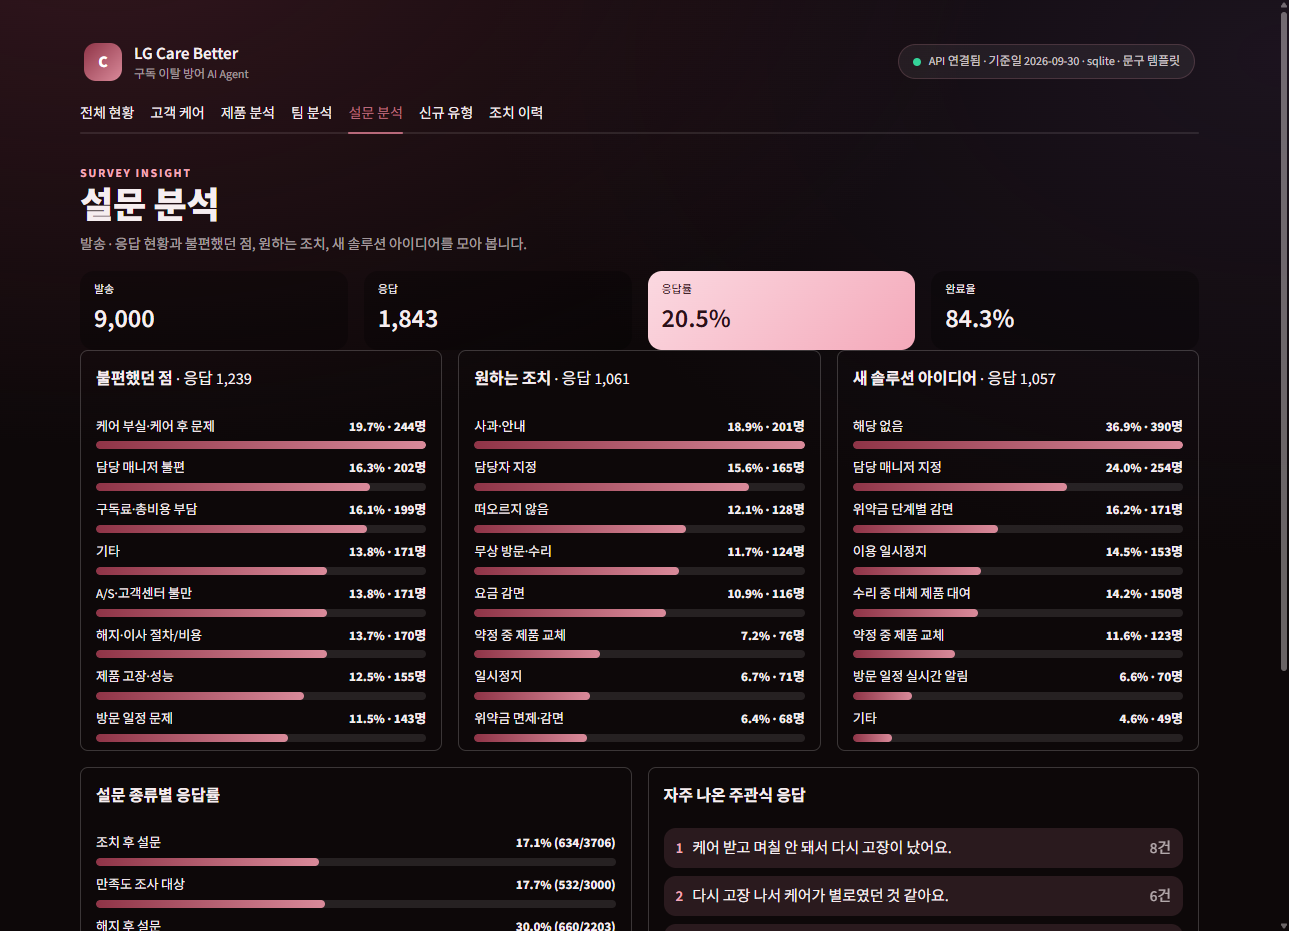 C
LG Care Better
구독 이탈 방어 AI Agent
API 연결됨 · 기준일 2026-09-30 · sqlite · 문구 템플릿
전체 현황 고객 케어 제품 분석 팀 분석 설문 분석 신규 유형 조치 이력
SURVEY INSIGHT
설문 분석
발송 · 응답 현황과 불편했던 점, 원하는 조치, 새 솔루션 아이디어를 모아 봅니다.
발송
9,000
응답
1,843
응답률
20.5%
완료율
84.3%
불편했던 점 · 응답 1,239
케어 부실·케어 후 문제 19.7% · 244명
담당 매니저 불편 16.3% · 202명
구독료·총비용 부담 16.1% · 199명
기타 13.8% · 171명
A/S·고객센터 불만 13.8% · 171명
해지·이사 절차/비용 13.7% · 170명
제품 고장·성능 12.5% · 155명
방문 일정 문제 11.5% · 143명
원하는 조치 · 응답 1,061
사과·안내 18.9% · 201명
담당자 지정 15.6% · 165명
떠오르지 않음 12.1% · 128명
무상 방문·수리 11.7% · 124명
요금 감면 10.9% · 116명
약정 중 제품 교체 7.2% · 76명
일시정지 6.7% · 71명
위약금 면제·감면 6.4% · 68명
새 솔루션 아이디어 · 응답 1,057
해당 없음 36.9% · 390명
담당 매니저 지정 24.0% · 254명
위약금 단계별 감면 16.2% · 171명
이용 일시정지 14.5% · 153명
수리 중 대체 제품 대여 14.2% · 150명
약정 중 제품 교체 11.6% · 123명
방문 일정 실시간 알림 6.6% · 70명
기타 4.6% · 49명
설문 종류별 응답률
조치 후 설문 17.1% (634/3706)
만족도 조사 대상 17.7% (532/3000)
해지 후 설문 30.0% (660/2203)
자주 나온 주관식 응답
1 케어 받고 며칠 안 돼서 다시 고장이 났어요. 8건
2 다시 고장 나서 케어가 별로였던 것 같아요. 6건